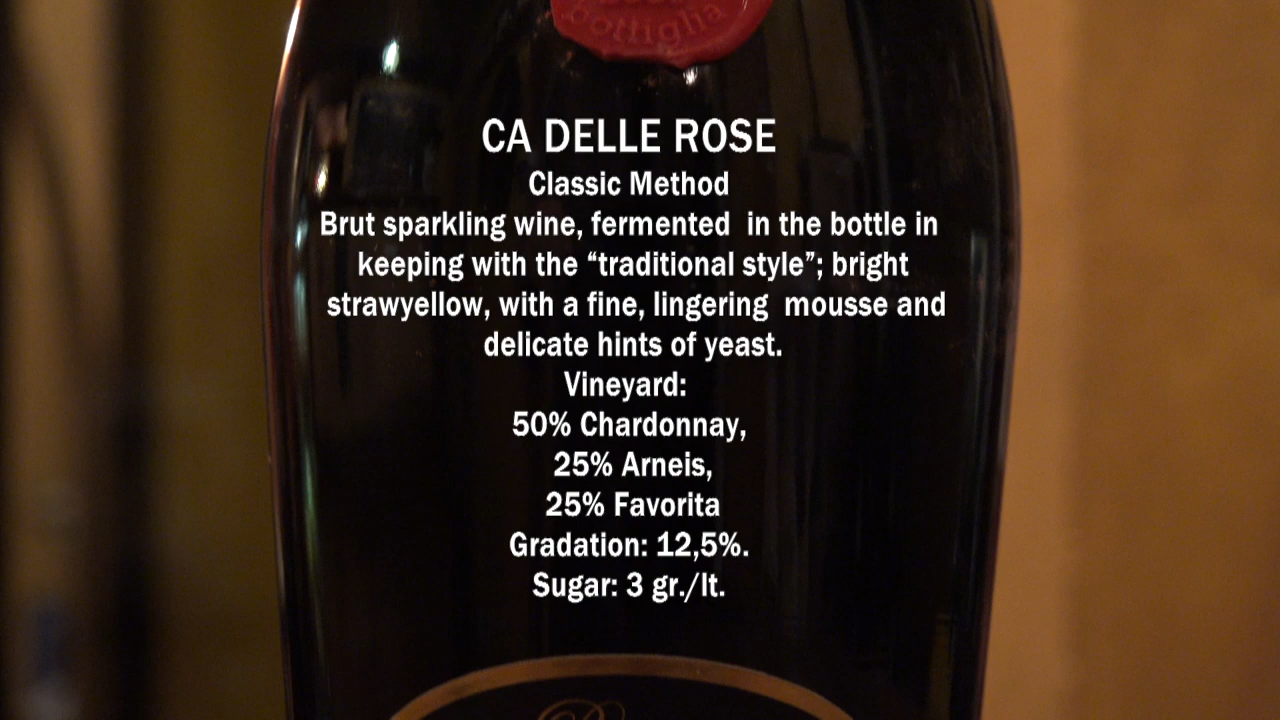 bottiglia
CA DELLE ROSE
Classic Method
Brut sparkling wine, fermented  in the bottle in
keeping with the “traditional style”; bright
strawyellow, with a fine, lingering  mousse and
delicate hints of yeast.
Vineyard:
50% Chardonnay,
25% Arneis,
25% Favorita
Gradation: 12,5%.
Sugar: 3 gr./lt.